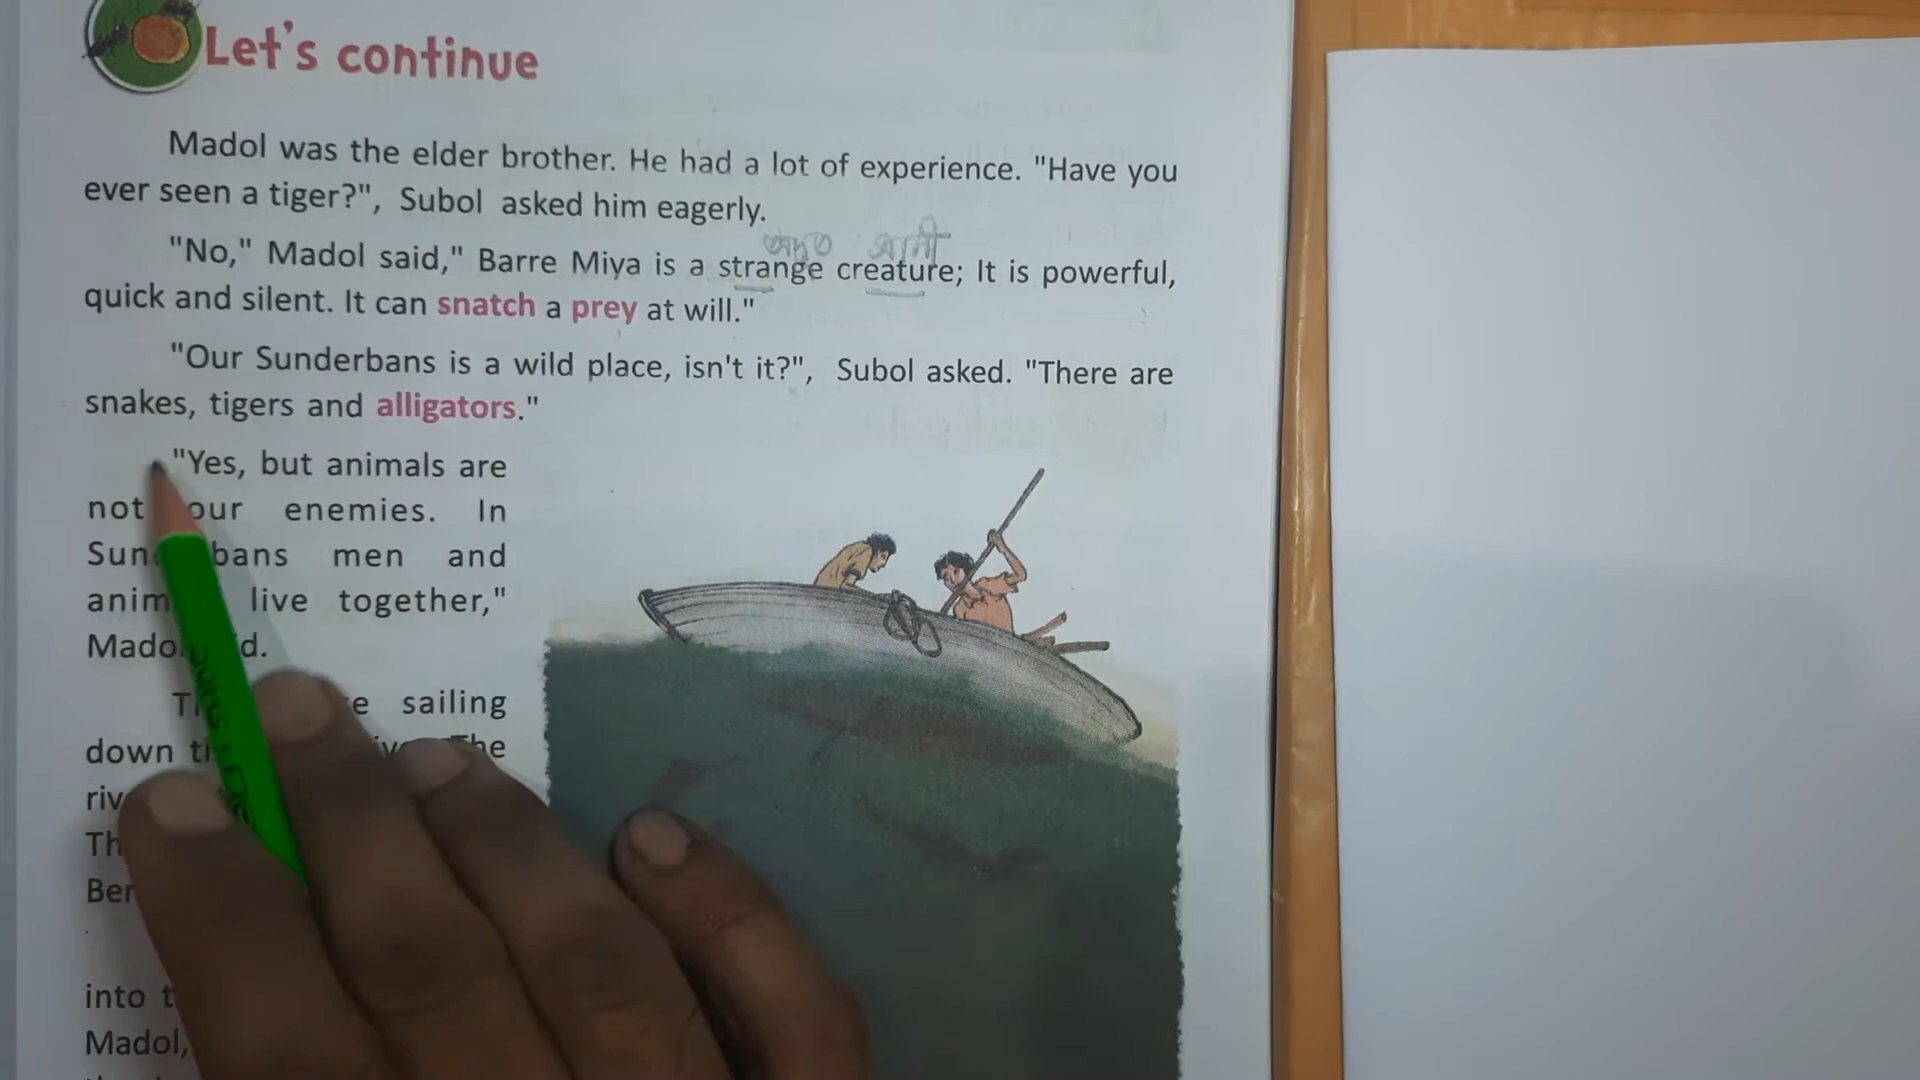 Let's continue
Madol was the elder brother. He had a lot of experience. "Have you
ever seen a tiger?", Subol asked him eagerly.
"No," Madol said," Barre Miya is a strange creature; It is powerful,
quick and silent. It can snatch a prey at will."
"Our Sunderbans is a wild place, isn't it?", Subol asked. "There are
snakes, tigers and alligators."
"Yes, but animals are
not our enemies. In
men and
live together,"
sailing
down
into
Madol,